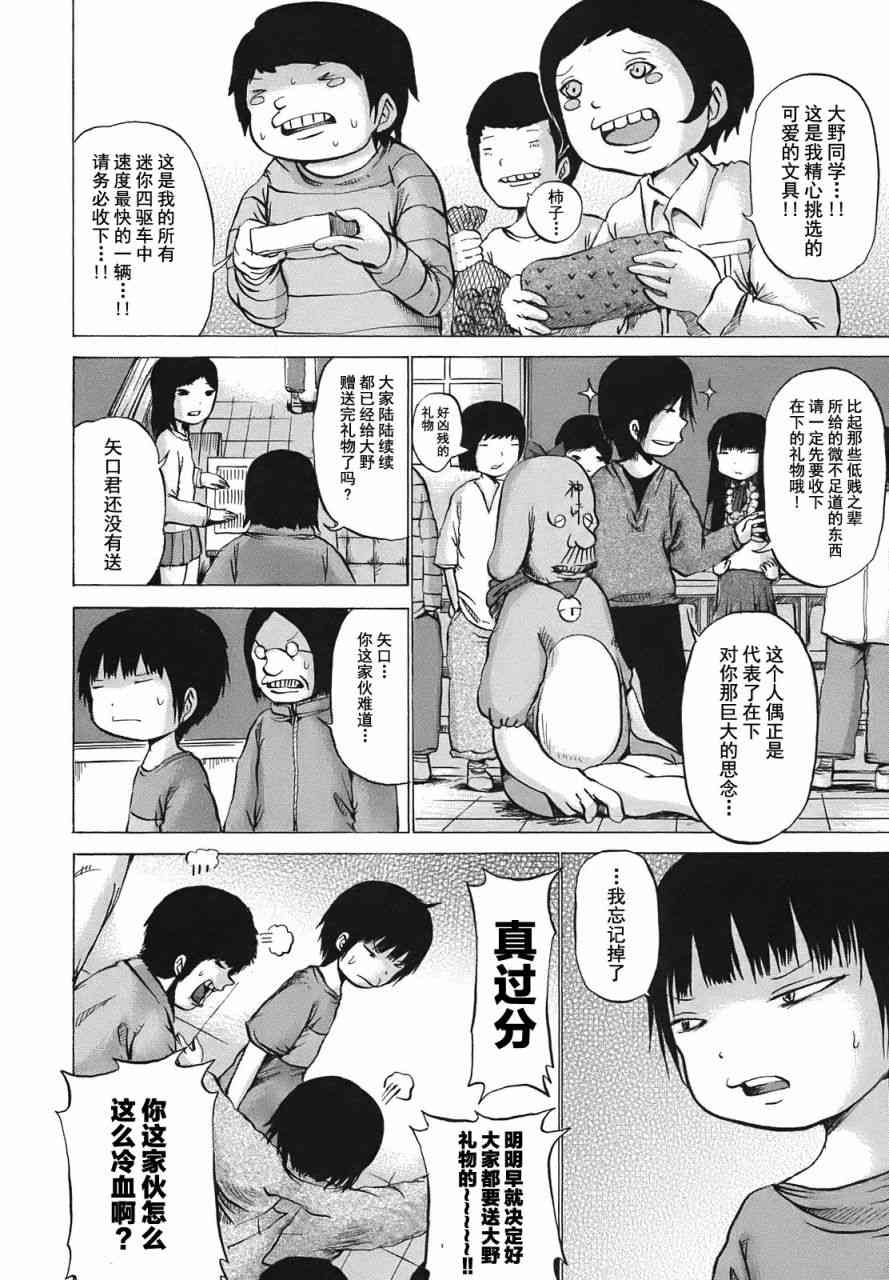 大野同学…!!
这是我精心挑选的
可爱的文具!!
柿子…
这是我的所有
迷你四驱车中
速度最快的一辆…!!
请务必收下…!!
比起那些低贱之辈
所给的微不足道的东西
请一定先要收下
在下的礼物哦!
好凶残的
礼物
这个人偶正是
代表了在下
对你那巨大的思念…
大家陆陆续续
都已经给大野
赠送完礼物了吗?
矢口君还没有送
矢口…
你这家伙难道…
…我忘记掉了
真过分
明明早就决定好
大家都要送大野
礼物的~~~~~!!
你这家伙怎么
这么冷血啊?